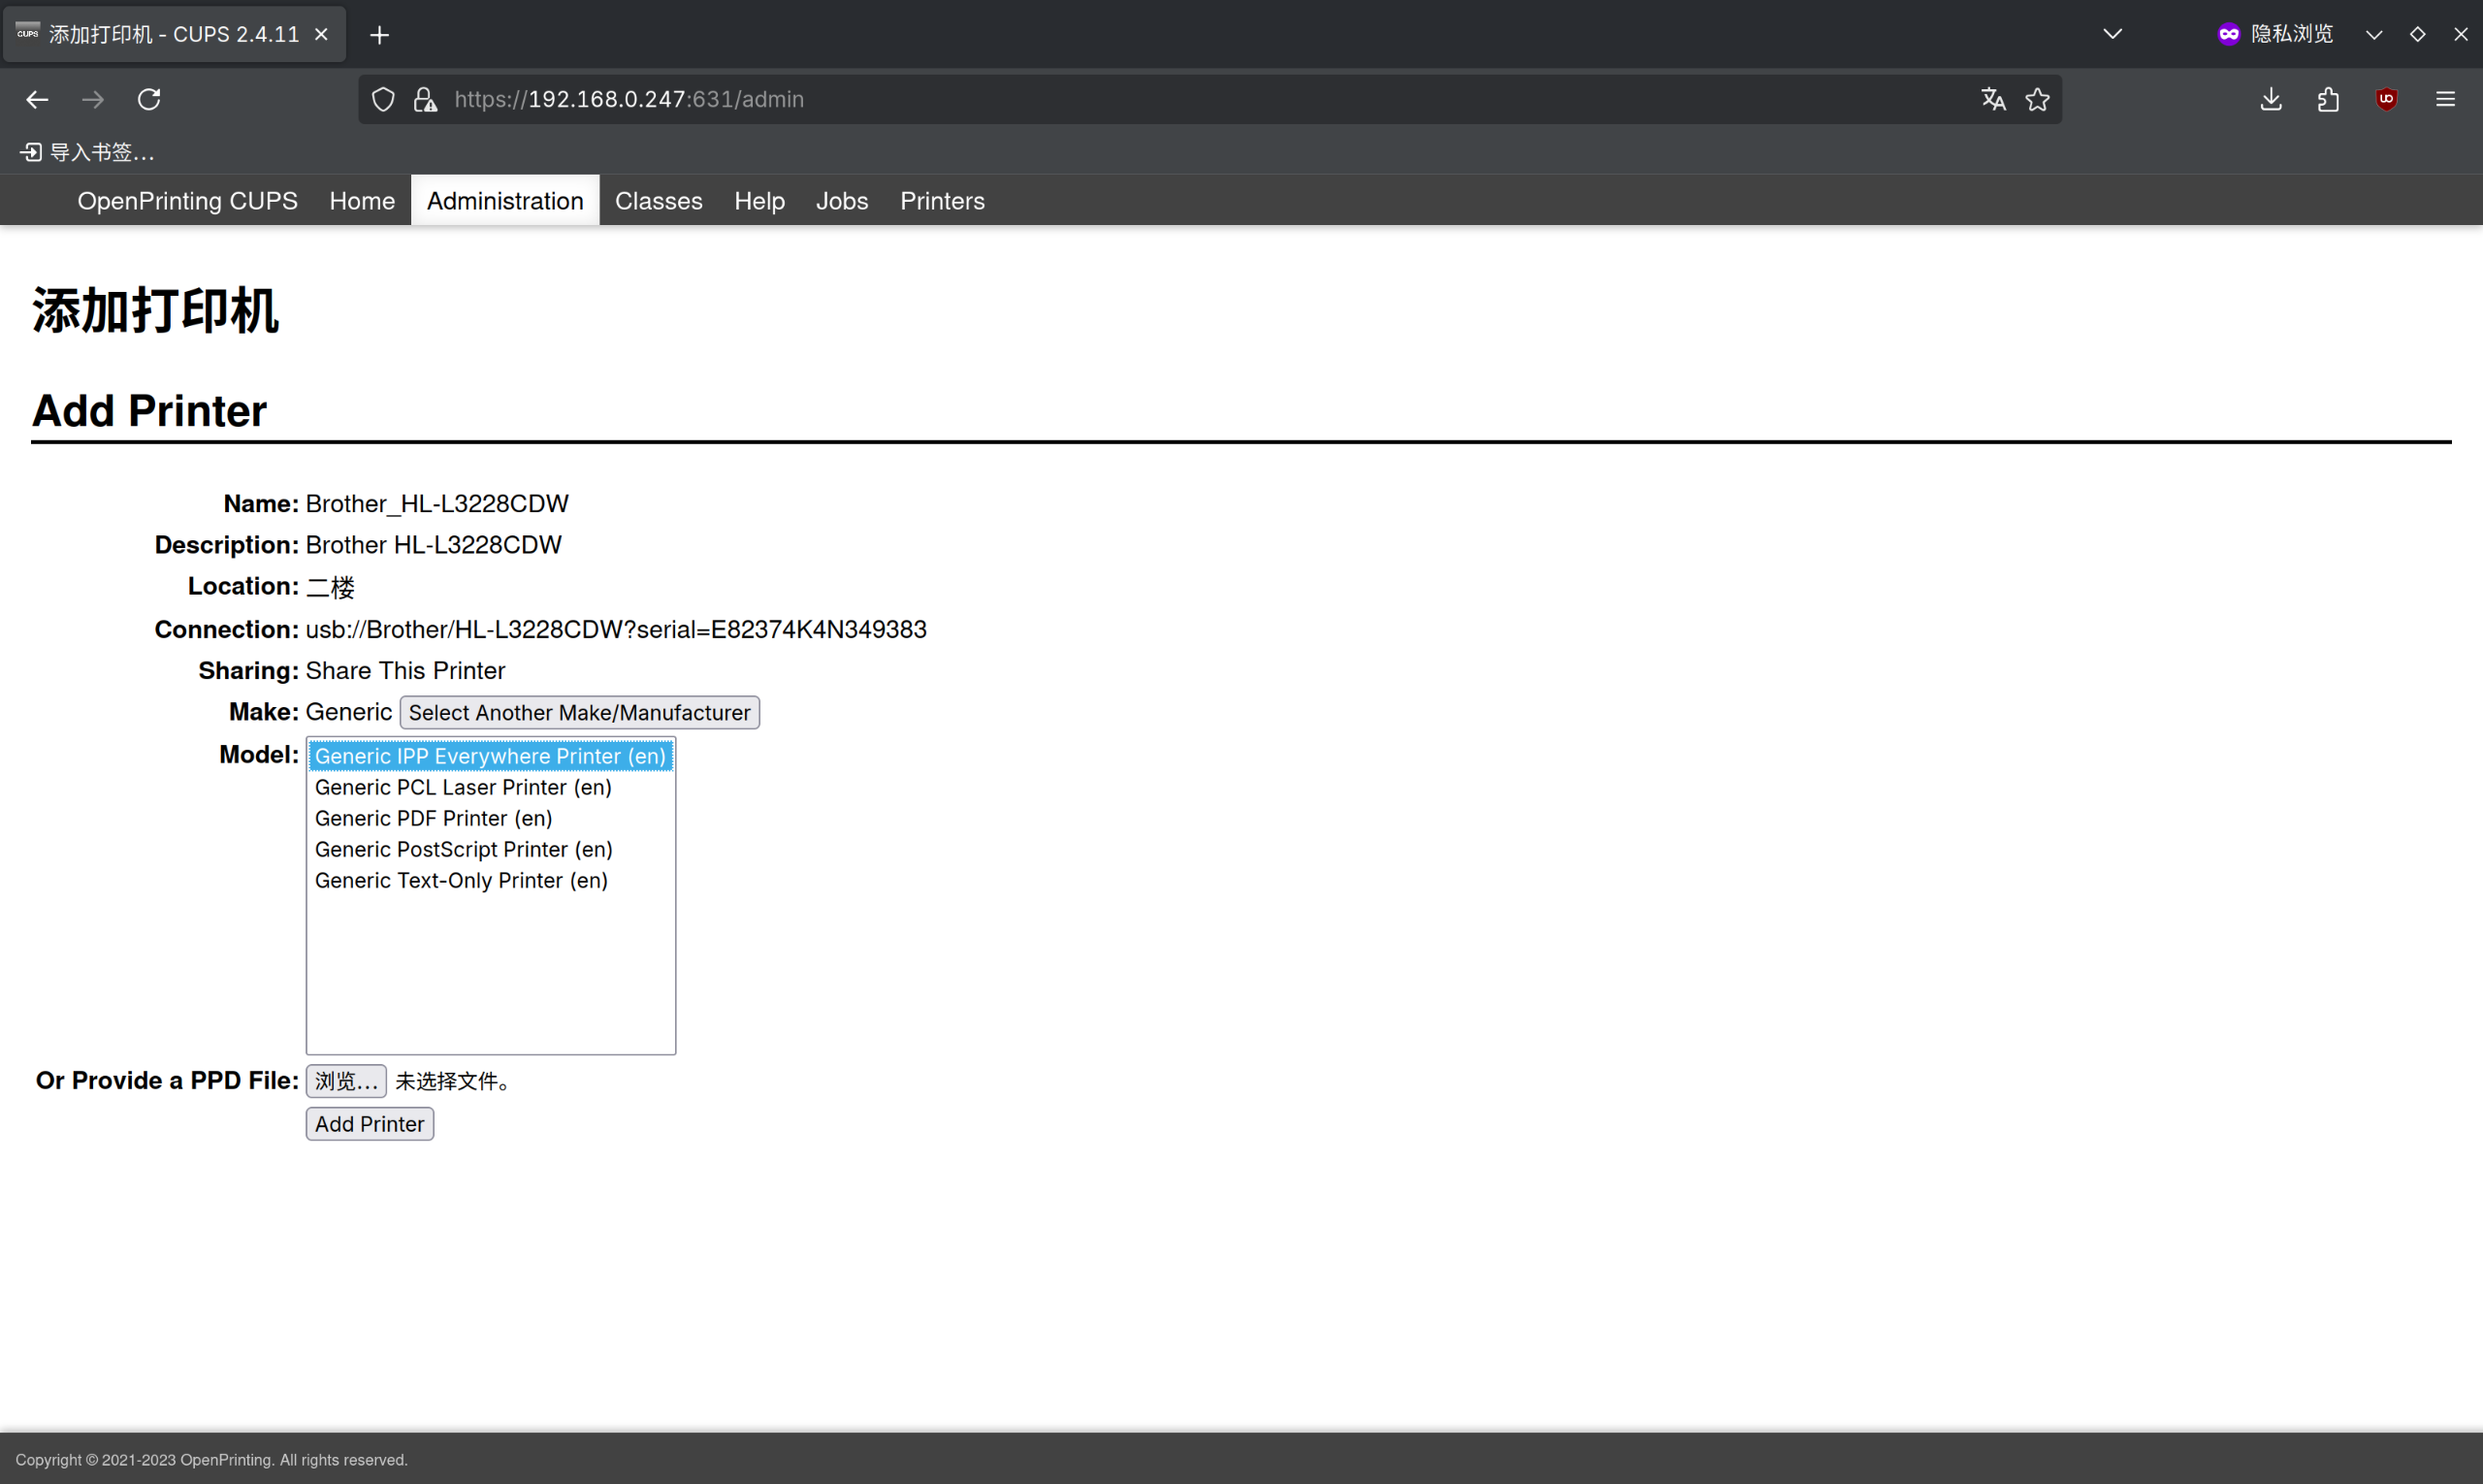 CUPS 添加打印机 - CUPS 2.4.11
隐私浏览
https://192.168.0.247:631/admin
导入书签…
OpenPrinting CUPS Home Administration Classes Help Jobs Printers
添加打印机
Add Printer
Name: Brother_HL-L3228CDW
Description: Brother HL-L3228CDW
Location: 二楼
Connection: usb://Brother/HL-L3228CDW?serial=E82374K4N349383
Sharing: Share This Printer
Make: Generic Select Another Make/Manufacturer
Model: Generic IPP Everywhere Printer (en)
Generic PCL Laser Printer (en)
Generic PDF Printer (en)
Generic PostScript Printer (en)
Generic Text-Only Printer (en)
Or Provide a PPD File: 浏览… 未选择文件。
Add Printer
Copyright © 2021-2023 OpenPrinting. All rights reserved.